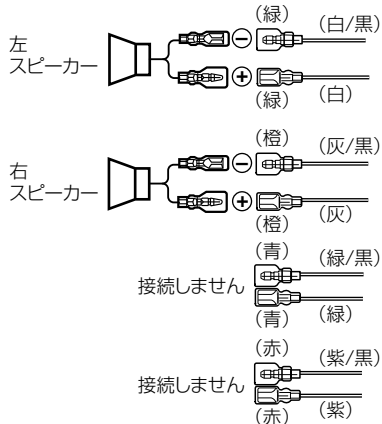 左
スピーカー
(緑)
(白/黒)
⊖
⊕
(緑)
(白)
右
スピーカー
(橙)
(灰/黒)
⊖
⊕
(橙)
(灰)
接続しません
(青)
(緑/黒)
(青)
(緑)
接続しません
(赤)
(紫/黒)
(赤)
(紫)